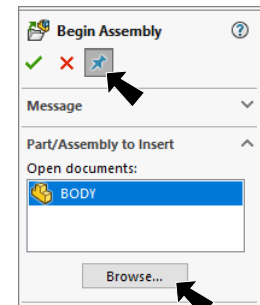 Begin Assembly
Message
Part/Assembly to Insert
Open documents:
BODY
Browse...